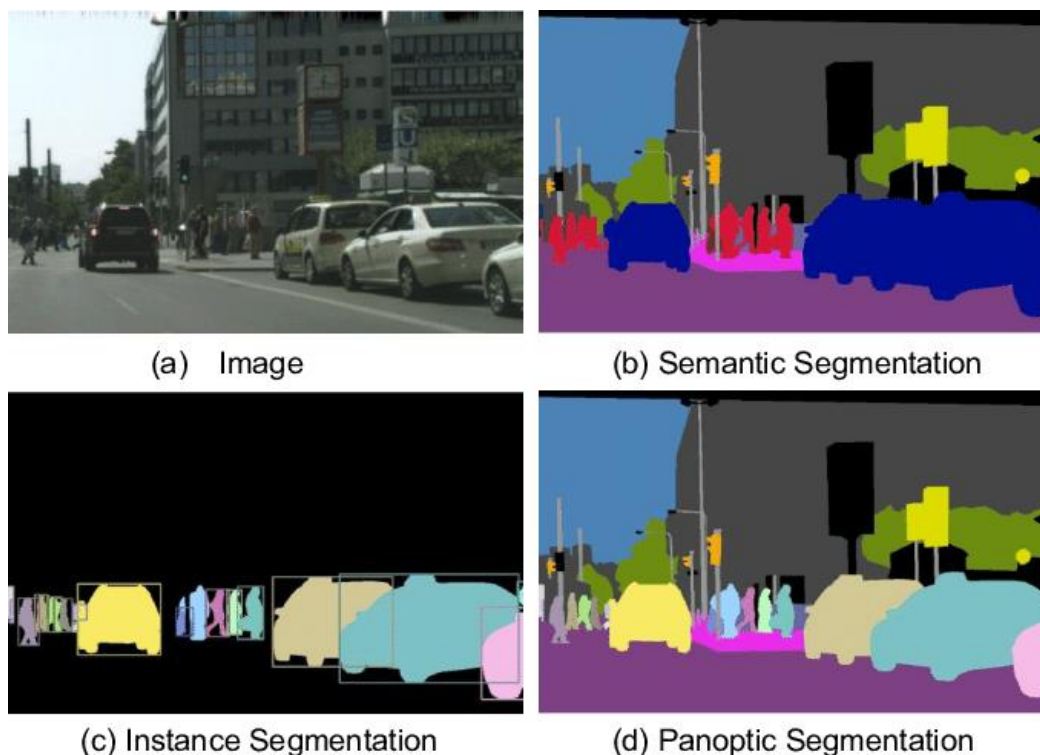 S
U
(a) Image
(b) Semantic Segmentation
(c) Instance Segmentation
(d) Panoptic Segmentation